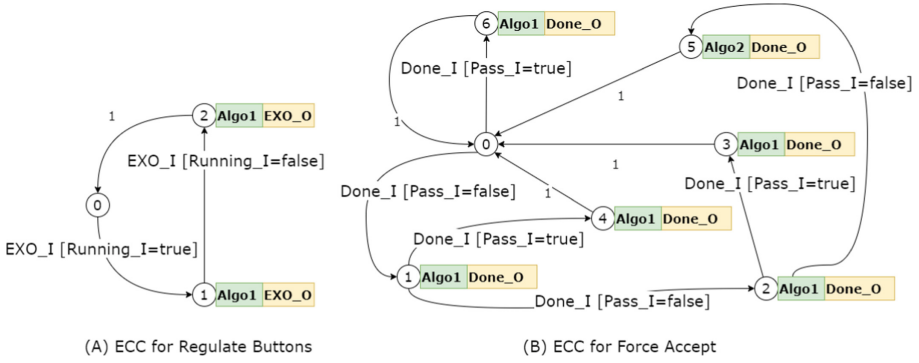 6 Algo1 Done_O
5 Algo2 Done_O
Done_I [Pass_I=true]
Done_I [Pass_I=false]
1
1
2 Algo1 EXO_O
1
EXO_I [Running_I=false]
0
3 Algo1 Done_O
1
Done_I [Pass_I=false]
Done_I [Pass_I=true]
1
0
4 Algo1 Done_O
EXO_I [Running_I=true]
Done_I [Pass_I=true]
1 Algo1 EXO_O
1 Algo1 Done_O
2 Algo1 Done_O
Done_I [Pass_I=false]
(A) ECC for Regulate Buttons
(B) ECC for Force Accept